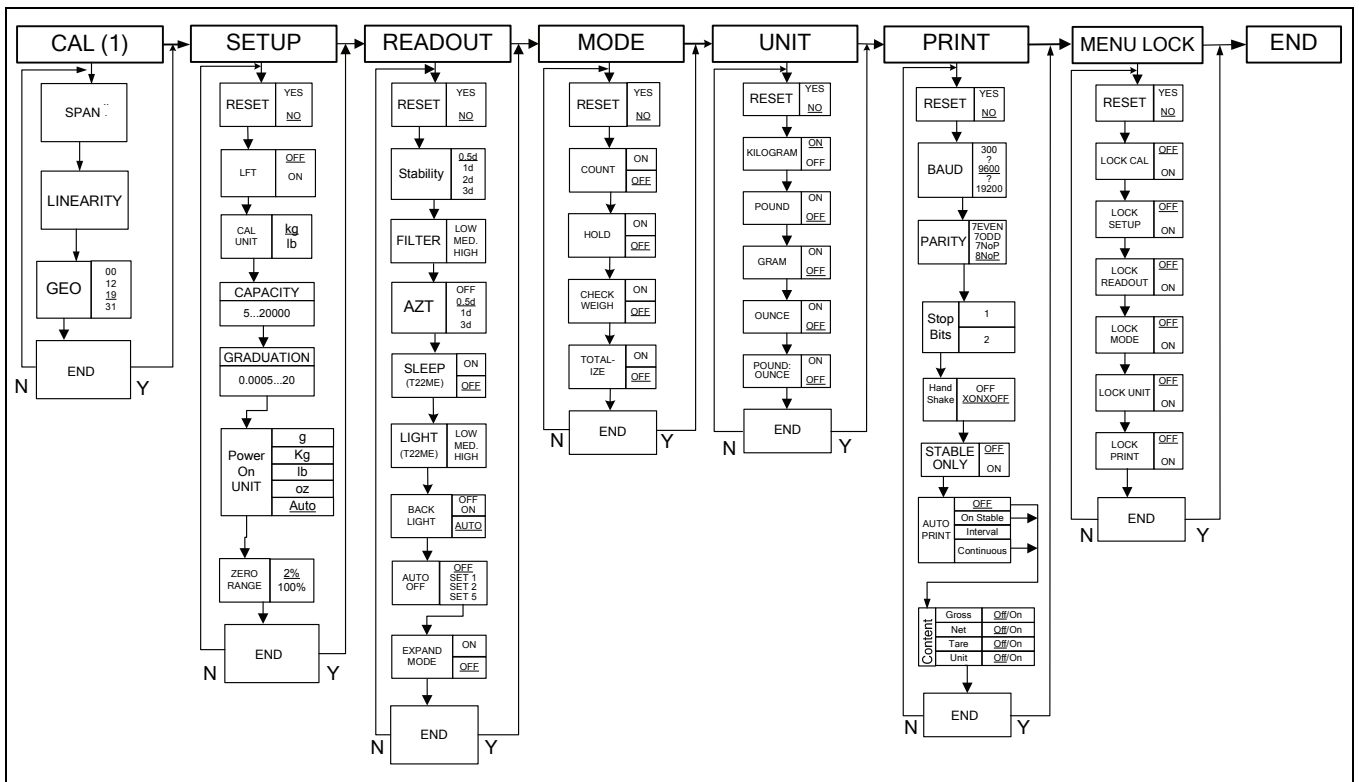 CAL (1)
SETUP
READOUT
MODE
UNIT
PRINT
MENU LOCK
END
SPAN
LINEARITY
GEO
00
12
19
31
END
N
Y
RESET
YES
NO
LFT
OFF
ON
CAL
UNIT
kg
lb
CAPACITY
5...20000
GRADUATION
0.0005...20
Power
On
UNIT
g
Kg
lb
oz
Auto
ZERO
RANGE
2%
100%
END
N
Y
RESET
YES
NO
Stability
0.5d
1d
2d
3d
FILTER
LOW
MED.
HIGH
AZT
OFF
0.5d
1d
3d
SLEEP
(T22ME)
ON
OFF
LIGHT
(T22ME)
LOW
MED.
HIGH
BACK
LIGHT
OFF
ON
AUTO
AUTO
OFF
OFF
SET 1
SET 2
SET 5
EXPAND
MODE
ON
OFF
END
N
Y
RESET
YES
NO
COUNT
ON
OFF
HOLD
ON
OFF
CHECK
WEIGH
ON
OFF
TOTAL-
IZE
ON
OFF
END
N
Y
RESET
YES
NO
KILOGRAM
ON
OFF
POUND
ON
OFF
GRAM
ON
OFF
OUNCE
ON
OFF
POUND:
OUNCE
ON
OFF
END
N
Y
RESET
YES
NO
BAUD
300
?
9600
?
19200
PARITY
7EVEN
7ODD
7NoP
8NoP
Stop
Bits
1
2
Hand
Shake
OFF
XONXOFF
STABLE
ONLY
OFF
ON
AUTO
PRINT
OFF
On Stable
Interval
Continuous
Content
Gross Off/On
Net Off/On
Tare Off/On
Unit Off/On
END
N
Y
RESET
YES
NO
LOCK CAL
OFF
ON
LOCK
SETUP
OFF
ON
LOCK
READOUT
OFF
ON
LOCK
MODE
OFF
ON
LOCK UNIT
OFF
ON
LOCK
PRINT
OFF
ON
END
N
Y